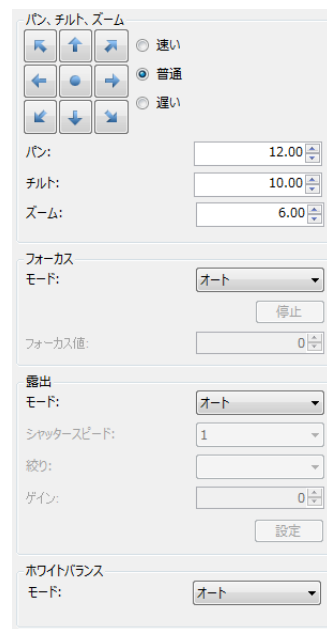 パン、チルト、ズーム
速い
普通
遅い
パン: 12.00
チルト: 10.00
ズーム: 6.00
フォーカス
モード: オート
停止
フォーカス値: 0
露出
モード: オート
シャッタースピード: 1
絞り:
ゲイン: 0
設定
ホワイトバランス
モード: オート